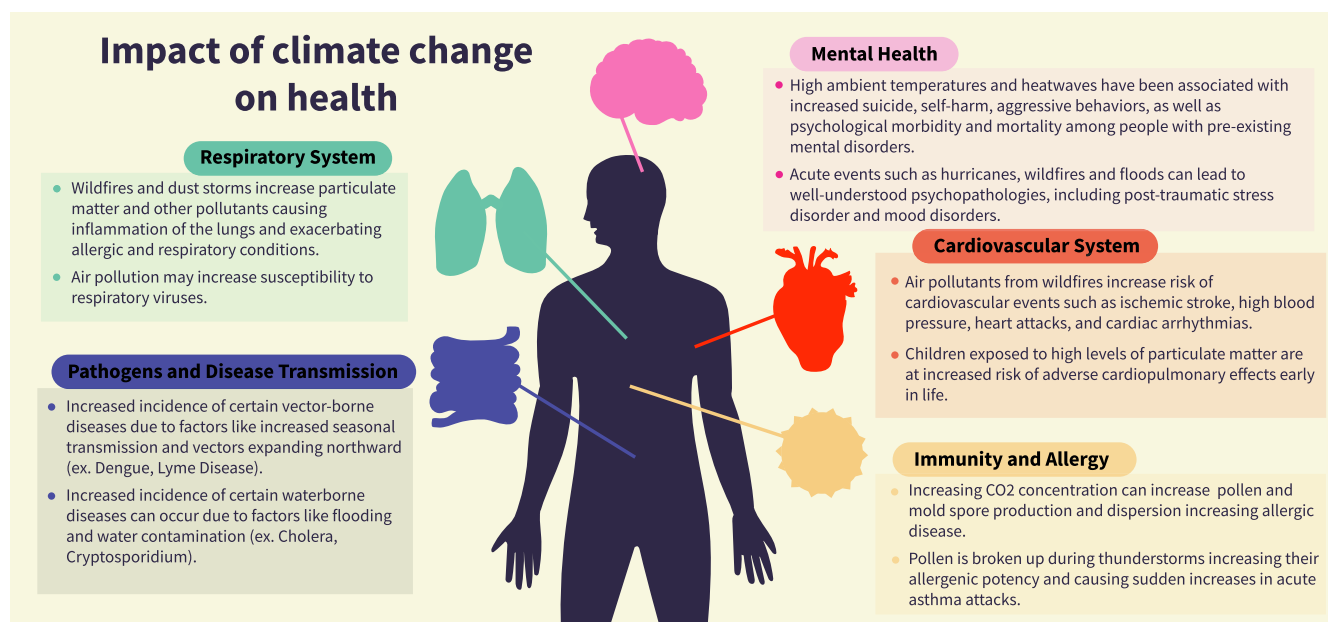 Impact of climate change
on health
Respiratory System
Wildfires and dust storms increase particulate
matter and other pollutants causing
inflammation of the lungs and exacerbating
allergic and respiratory conditions.
Air pollution may increase susceptibility to
respiratory viruses.
Pathogens and Disease Transmission
Increased incidence of certain vector-borne
diseases due to factors like increased seasonal
transmission and vectors expanding northward
(ex. Dengue, Lyme Disease).
Increased incidence of certain waterborne
diseases can occur due to factors like flooding
and water contamination (ex. Cholera,
Cryptosporidium).
Mental Health
High ambient temperatures and heatwaves have been associated with
increased suicide, self-harm, aggressive behaviors, as well as
psychological morbidity and mortality among people with pre-existing
mental disorders.
Acute events such as hurricanes, wildfires and floods can lead to
well-understood psychopathologies, including post-traumatic stress
disorder and mood disorders.
Cardiovascular System
Air pollutants from wildfires increase risk of
cardiovascular events such as ischemic stroke, high blood
pressure, heart attacks, and cardiac arrhythmias.
Children exposed to high levels of particulate matter are
at increased risk of adverse cardiopulmonary effects early
in life.
Immunity and Allergy
Increasing CO2 concentration can increase pollen and
mold spore production and dispersion increasing allergic
disease.
Pollen is broken up during thunderstorms increasing their
allergenic potency and causing sudden increases in acute
asthma attacks.